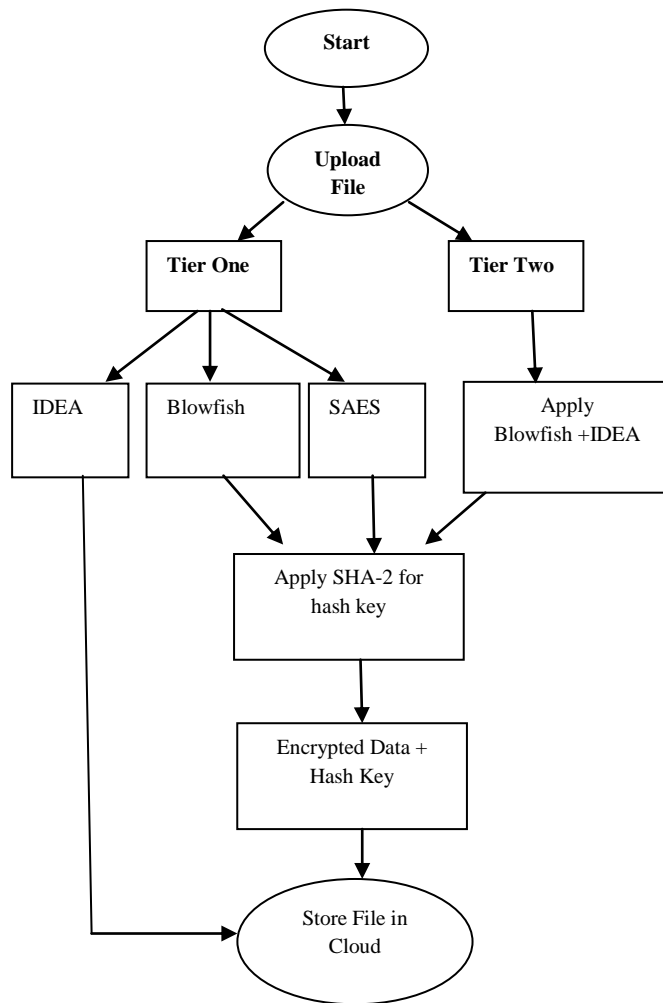 Start
Upload
File
Tier One
Tier Two
IDEA
Blowfish
SAES
Apply
Blowfish +IDEA
Apply SHA-2 for
hash key
Encrypted Data +
Hash Key
Store File in
Cloud